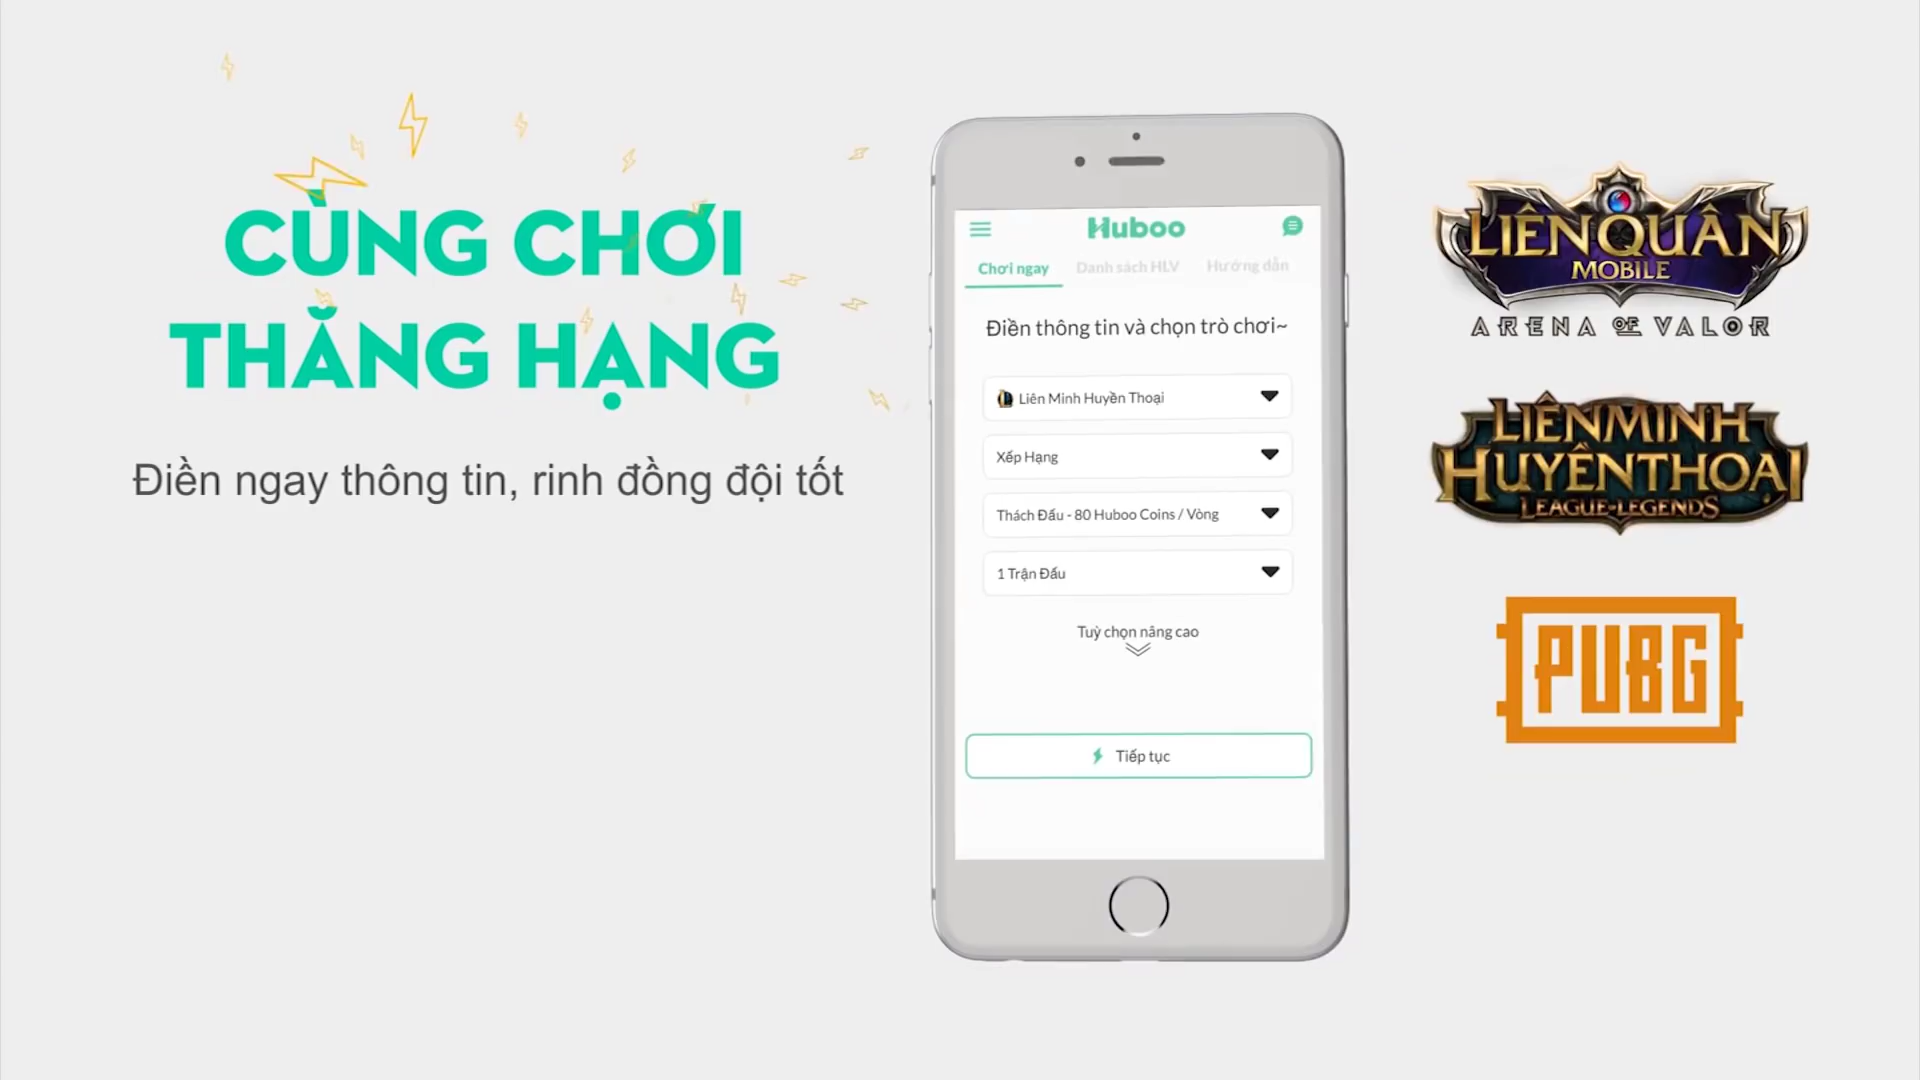 CÙNG CHƠI
THĂNG HẠNG
Điền ngay thông tin, rinh đồng đội tốt
Huboo
Chơi ngay
Danh sách HLV
Hướng dẫn
Điền thông tin và chọn trò chơi~
Liên Minh Huyền Thoại
Xếp Hạng
Thách Đấu - 80 Huboo Coins / Vòng
1 Trận Đấu
Tuỳ chọn nâng cao
Tiếp tục
LIÊN QUÂN
MOBILE
ARENA OF VALOR
LIÊN MINH
HUYỀN THOẠI
LEAGUE OF LEGENDS
PUBG